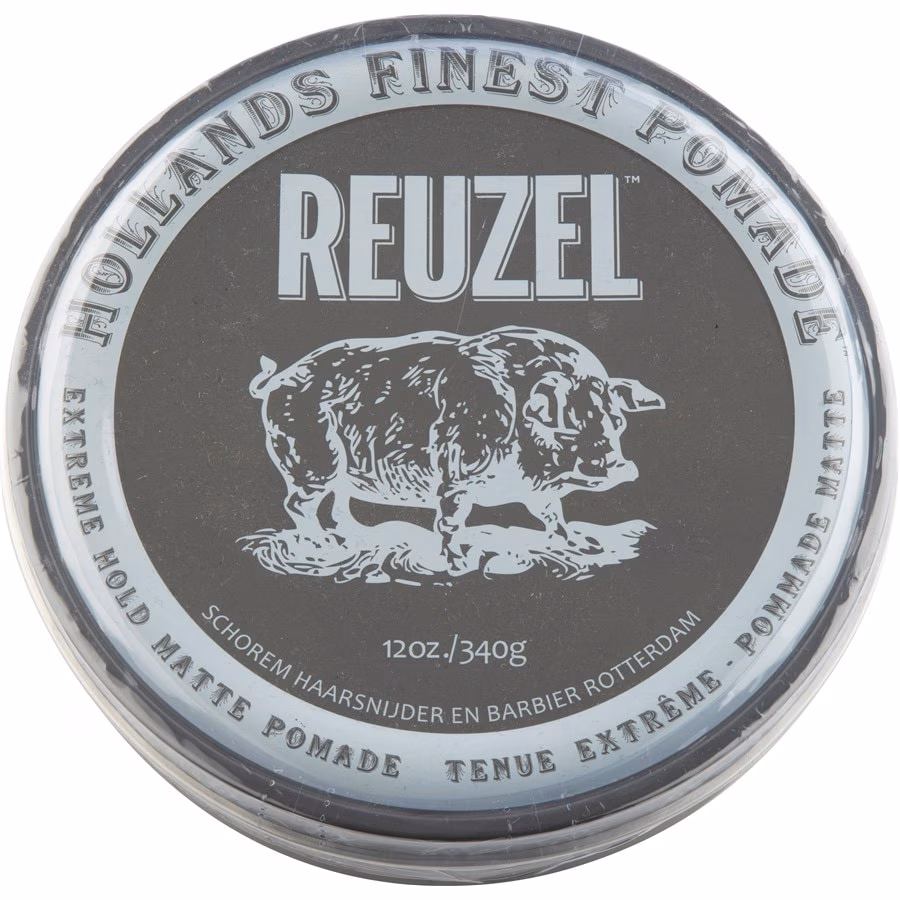 HOLLANDS FINEST POMADE
REUZEL™
12oz./340g
SCHOREM HAARSNIJDER EN BARBIER ROTTERDAM
EXTREME HOLD MATTE POMADE
TENUE EXTRÊME - POMMADE MATTE